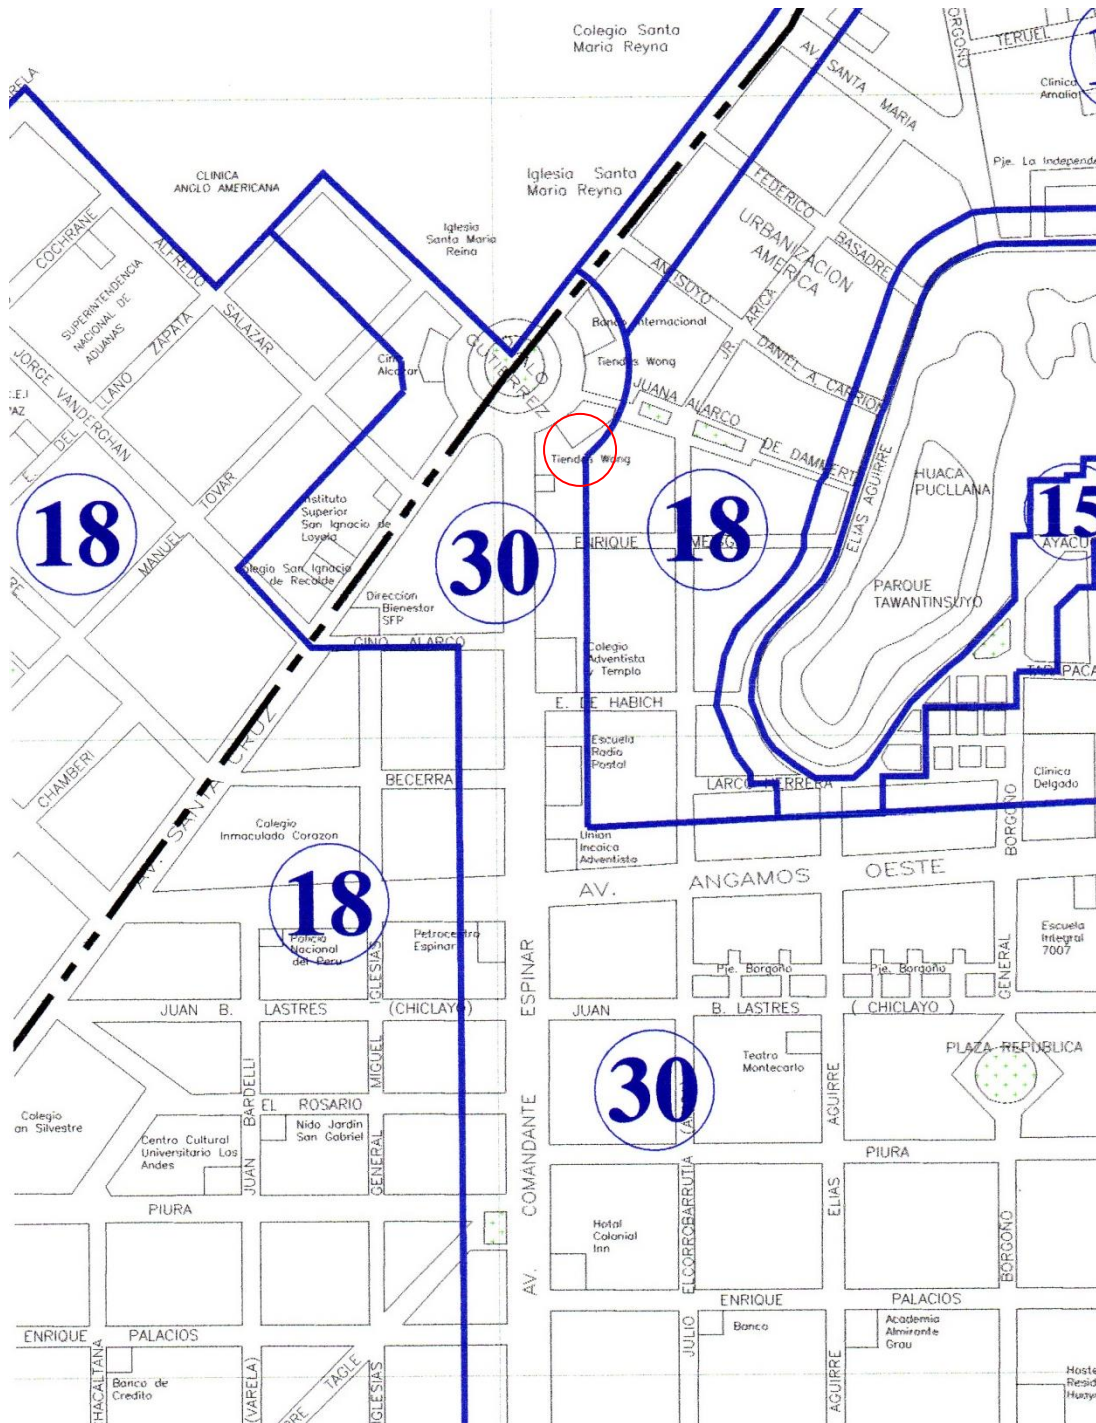 Colegio Santa
Maria Reyna
TERUEL
AV. SANTA MARIA
Clinica
Pje. La Independe
CLINICA
ANGLO AMERICANA
Iglesia Santa
Maria Reyna
FEDERICO BASADRE
COCHRANE
ALFREDO SALAZAR
Iglesia
Santa Maria
Reina
URBANIZACION
AMERICA
SUPERINTENDENCIA
NACIONAL DE
ADUANAS
ANTISUYO
JR. ARICA
DANIEL A. CARRION
ZAPATA
LLANO
DEL
E.
JORGE VANDERGHAN
Banco Internacional
Tiendas Wong
GUTIERREZ
JUANA ALARCO DE DAMMERT
Tiendas Wong
ELIAS AGUIRRE
HUACA
PUCLLANA
18
TOVAR
MANUEL
Instituto
Superior
San Ignacio de
Loyola
30
18
15
ENRIQUE
Colegio San Ignacio
de Recalde
Direccion
Bienestar
SFP
PARQUE
TAWANTINSUYO
CINO ALARCO
Colegio
Adventista
y Templo
E. DE HABICH
Escuela
Radio
Postal
CHAMBERI
AV. SANTA CRUZ
BECERRA
LARCO HERRERA
Clinica
Delgado
BORGOÑO
Colegio
Inmaculado Corazon
Union
Incaica
Adventista
AV. ANGAMOS OESTE
18
Policia
Nacional
del Peru
IGLESIAS
Petrocentro
Espinar
ESPINAR
Pje. Borgoño
Pje. Borgoño
GENERAL
Escuela
Integral
7007
JUAN B. LASTRES (CHICLAYO)
JUAN B. LASTRES ( CHICLAYO )
MIGUEL
30
Teatro
Montecarlo
PLAZA REPUBLICA
Colegio
an Silvestre
BARDELLI
EL ROSARIO
Nido Jardin
San Gabriel
COMANDANTE
AGUIRRE
Centro Cultural
Universitario Los
Andes
JUAN
GENERAL
PIURA
PIURA
ELIAS
ELCORROBARRUTIA
Hotal
Colonial
Inn
BORGOÑO
AV.
ENRIQUE PALACIOS
ENRIQUE PALACIOS
Banco
Academia
Almirante
Grau
JULIO
AGUIRRE
Banco de
Credito
(VARELA)
TAGLE
IGLESIAS